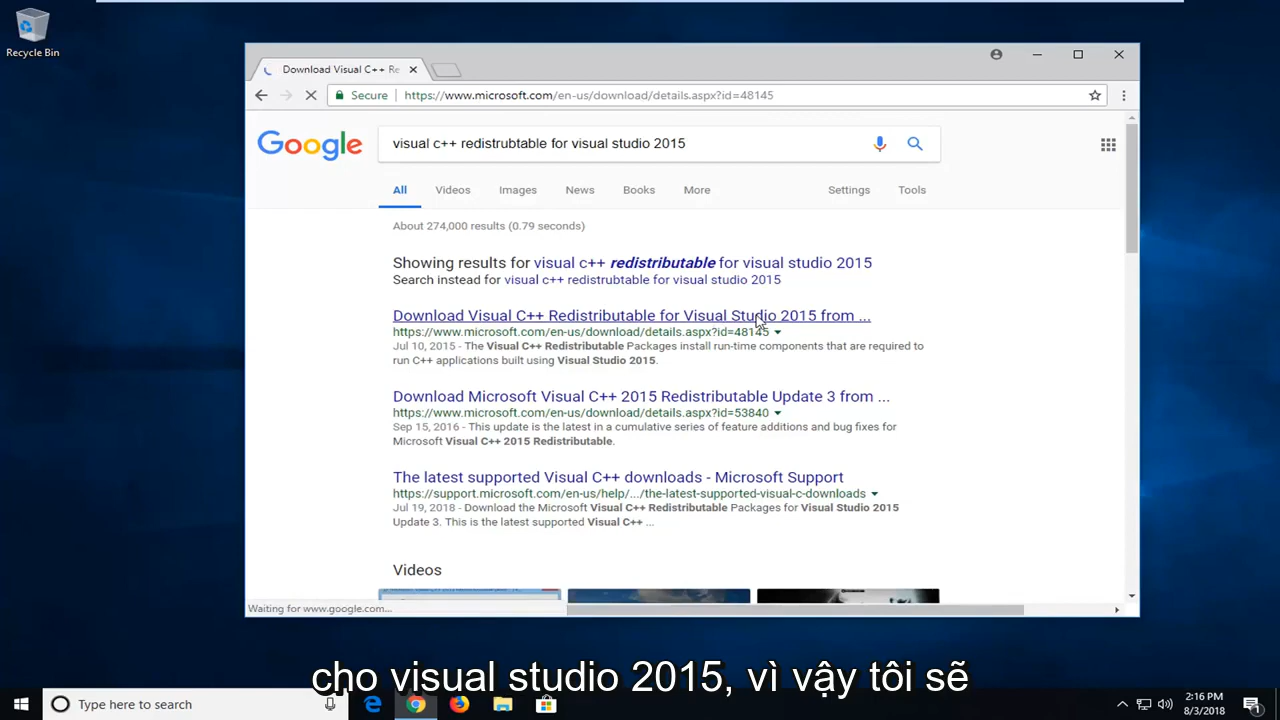 Recycle Bin
Download Visual C++ Re
Secure
https://www.microsoft.com/en-us/download/details.aspx?id=48145
Google
visual c++ redistrubtable for visual studio 2015
All Videos Images News Books More Settings Tools
About 274,000 results (0.79 seconds)
Showing results for visual c++ redistributable for visual studio 2015
Search instead for visual c++ redistrubtable for visual studio 2015
Download Visual C++ Redistributable for Visual Studio 2015 from ...
https://www.microsoft.com/en-us/download/details.aspx?id=48145
Jul 10, 2015 - The Visual C++ Redistributable Packages install run-time components that are required to
run C++ applications built using Visual Studio 2015.
Download Microsoft Visual C++ 2015 Redistributable Update 3 from ...
https://www.microsoft.com/en-us/download/details.aspx?id=53840
Sep 15, 2016 - This update is the latest in a cumulative series of feature additions and bug fixes for
Microsoft Visual C++ 2015 Redistributable.
The latest supported Visual C++ downloads - Microsoft Support
https://support.microsoft.com/en-us/help/.../the-latest-supported-visual-c-downloads
Jul 19, 2018 - Download the Microsoft Visual C++ Redistributable Packages for Visual Studio 2015
Update 3. This is the latest supported Visual C++ ...
Videos
Waiting for www.google.com...
cho visual studio 2015, vì vậy tôi sẽ
Type here to search
2:16 PM
8/3/2018
1